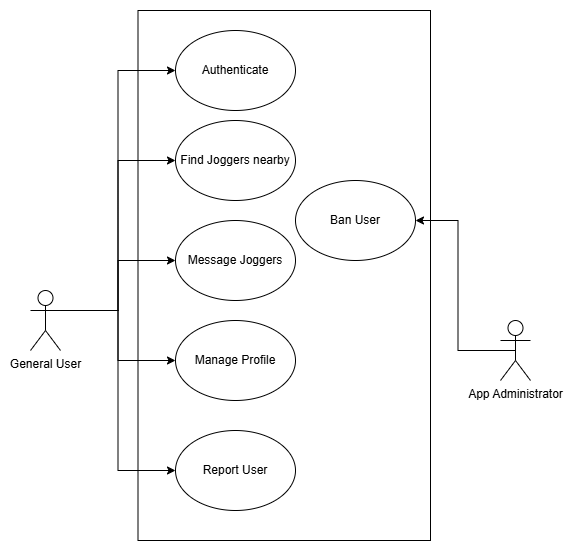 Authenticate
Find Joggers nearby
Ban User
Message Joggers
Manage Profile
General User
App Administrator
Report User